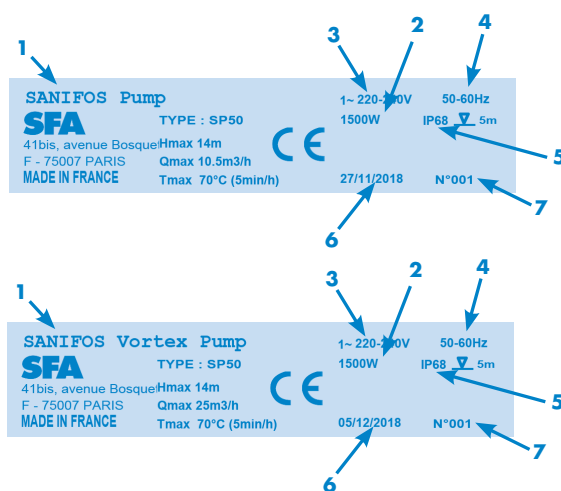 1
3
2
4
SANIFOS Pump
1~
50-60Hz
SFA
TYPE : SP50
1500W
IP68
5m
41bis, avenue Bosquet
Hmax 14m
CE
F - 75007 PARIS
Qmax 10.5m3/h
5
MADE IN FRANCE
Tmax 70°C (5min/h)
27/11/2018
N°001
6
7
1
3
2
4
SANIFOS Vortex Pump
1~
50-60Hz
SFA
TYPE : SP50
1500W
IP68
5m
41bis, avenue Bosquet
Hmax 14m
CE
F - 75007 PARIS
Qmax 25m3/h
5
MADE IN FRANCE
Tmax 70°C (5min/h)
05/12/2018
N°001
6
7